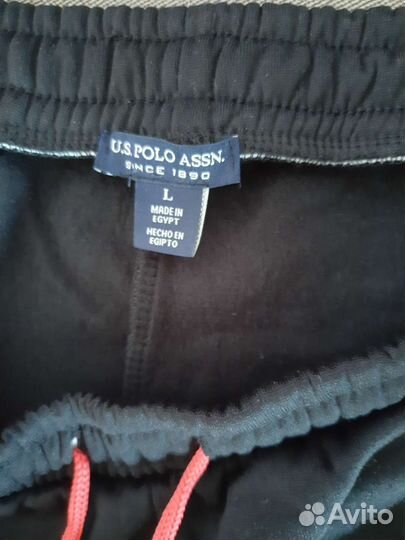 U.S. POLO ASSN.
SINCE 1890
L
MADE IN
EGYPT
HECHO EN
EGIPTO
Avito